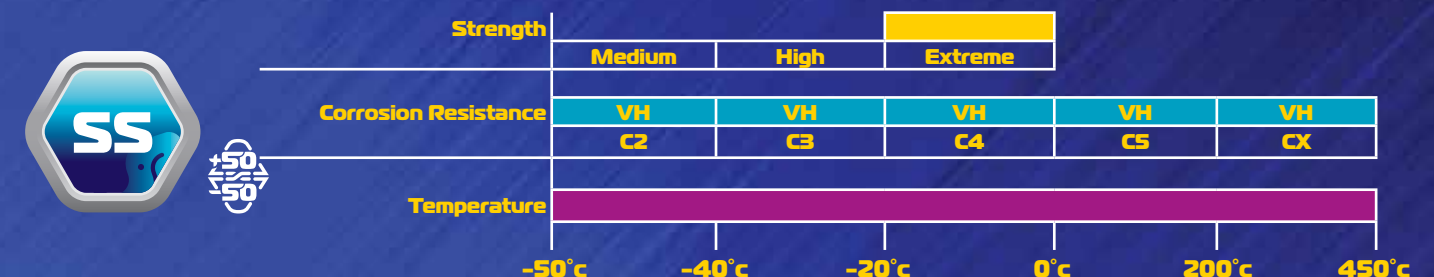 Strength
Medium High Extreme
Corrosion Resistance VH VH VH VH VH
C2 C3 C4 C5 CX
SS
+50
-50
Temperature
-50°c -40°c -20°c 0°c 200°c 450°c